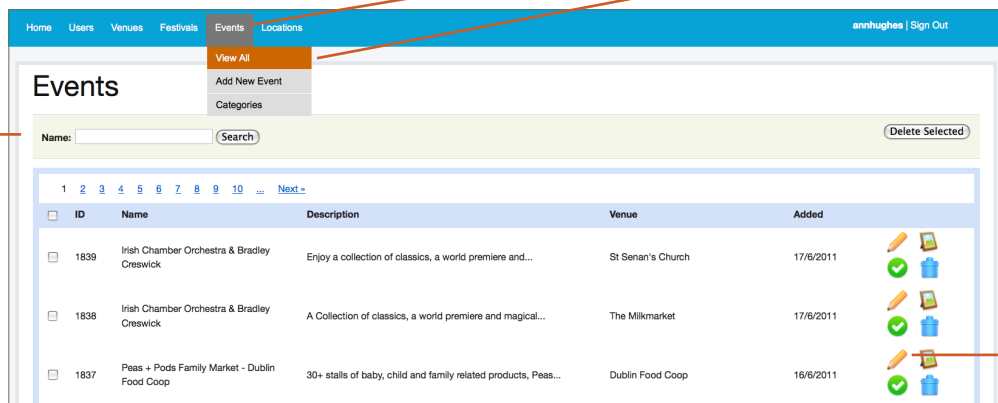 Home Users Venues Festivals Events Locations annhughes | Sign Out
View All
Add New Event
Categories
Events
Name: Search Delete Selected
1 2 3 4 5 6 7 8 9 10 ... Next »
ID Name Description Venue Added
1839 Irish Chamber Orchestra & Bradley
Creswick Enjoy a collection of classics, a world premiere and... St Senan's Church 17/6/2011
1838 Irish Chamber Orchestra & Bradley
Creswick A Collection of classics, a world premiere and magical... The Milkmarket 17/6/2011
1837 Peas + Pods Family Market - Dublin
Food Coop 30+ stalls of baby, child and family related products, Peas... Dublin Food Coop 16/6/2011